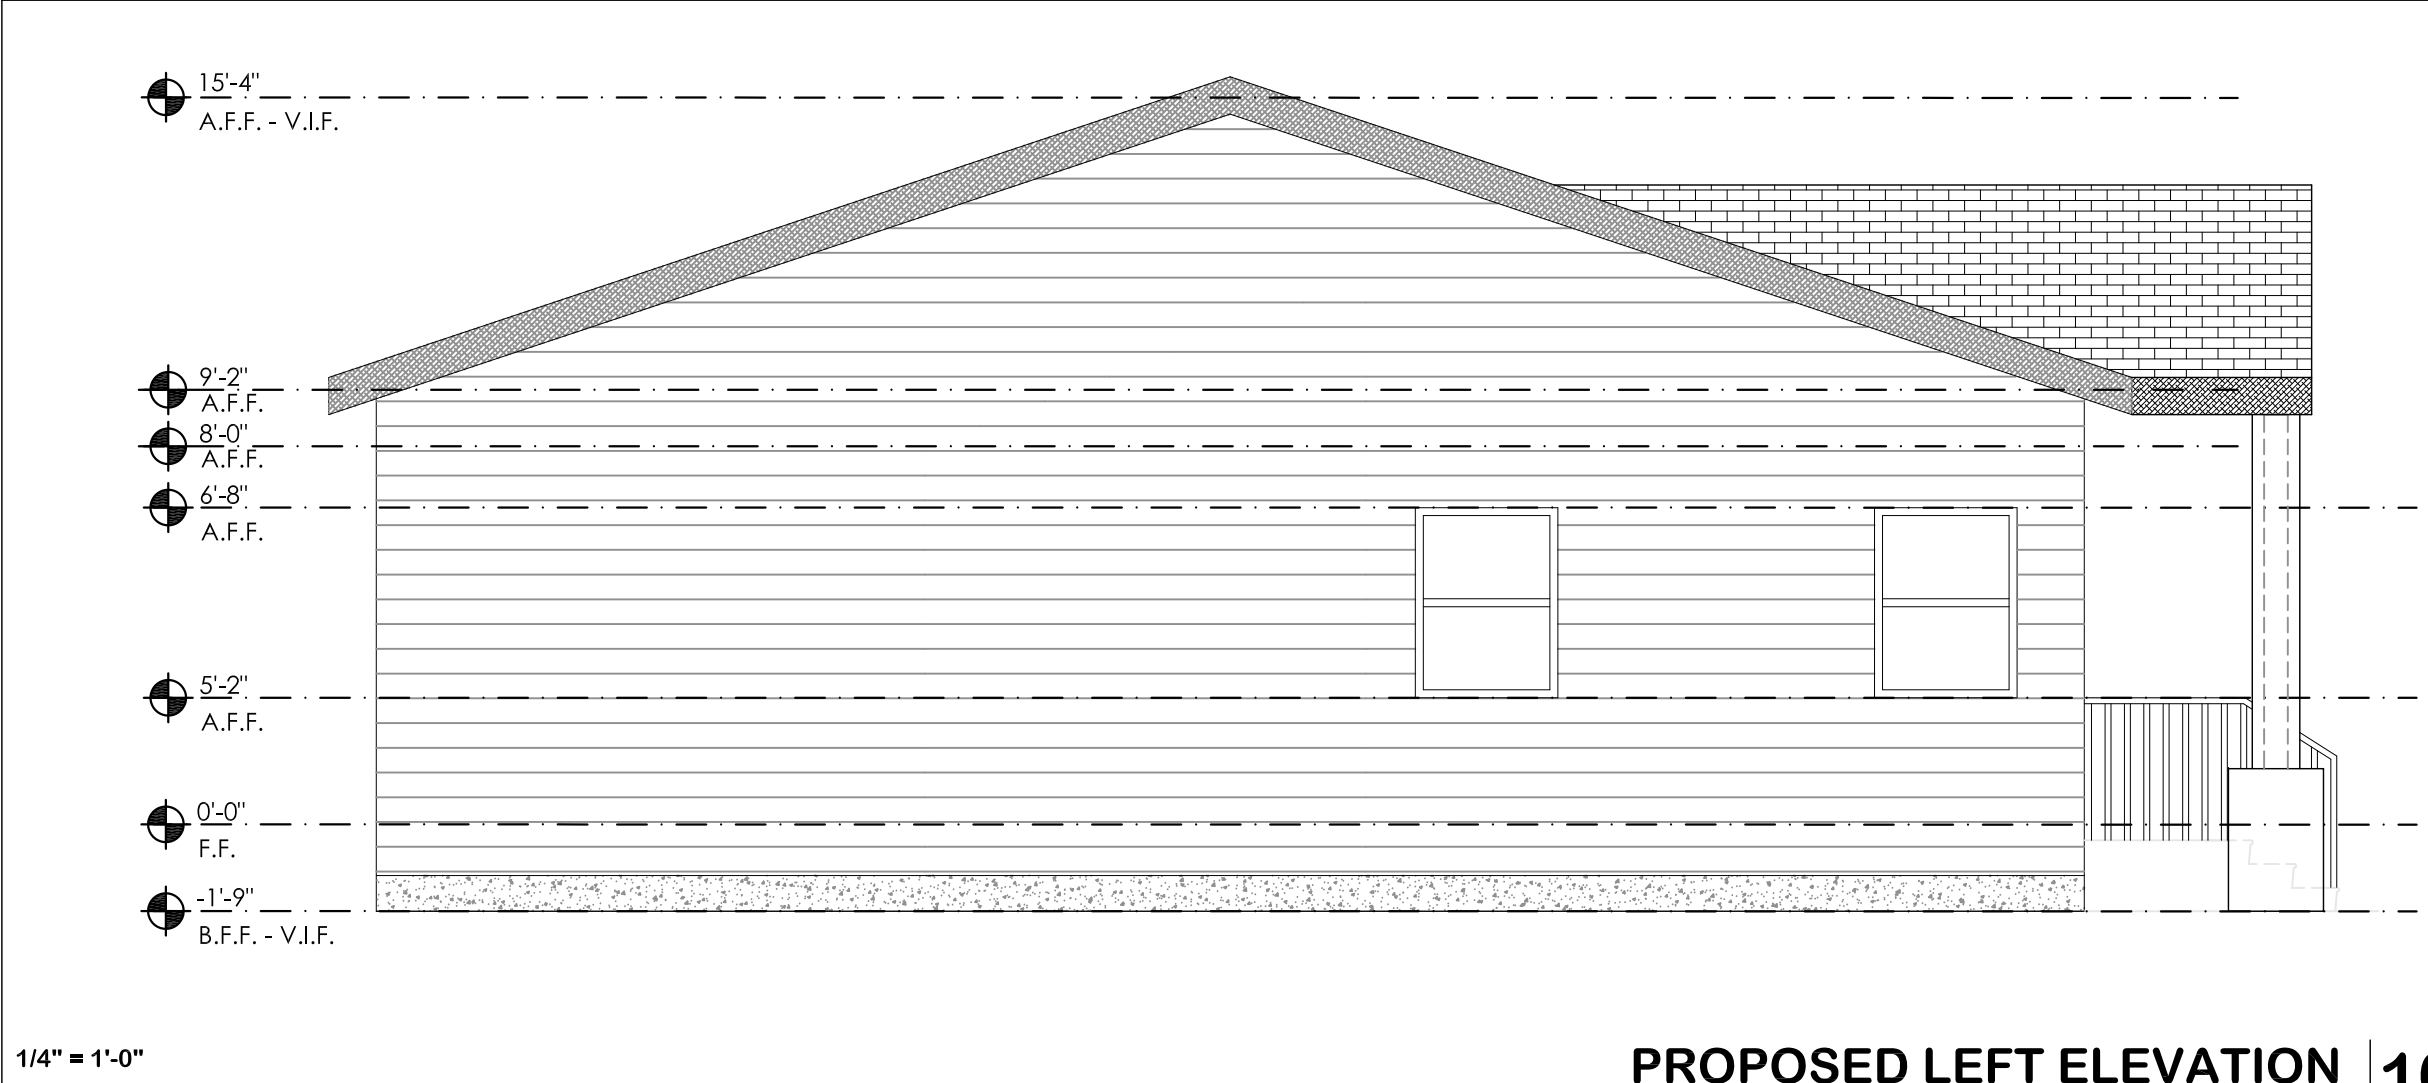 15'-4"
A.F.F. - V.I.F.
9'-2"
A.F.F.
8'-0"
A.F.F.
6'-8"
A.F.F.
5'-2"
A.F.F.
0'-0"
F.F.
-1'-9"
B.F.F. - V.I.F.
1/4" = 1'-0"
PROPOSED LEFT ELEVATION